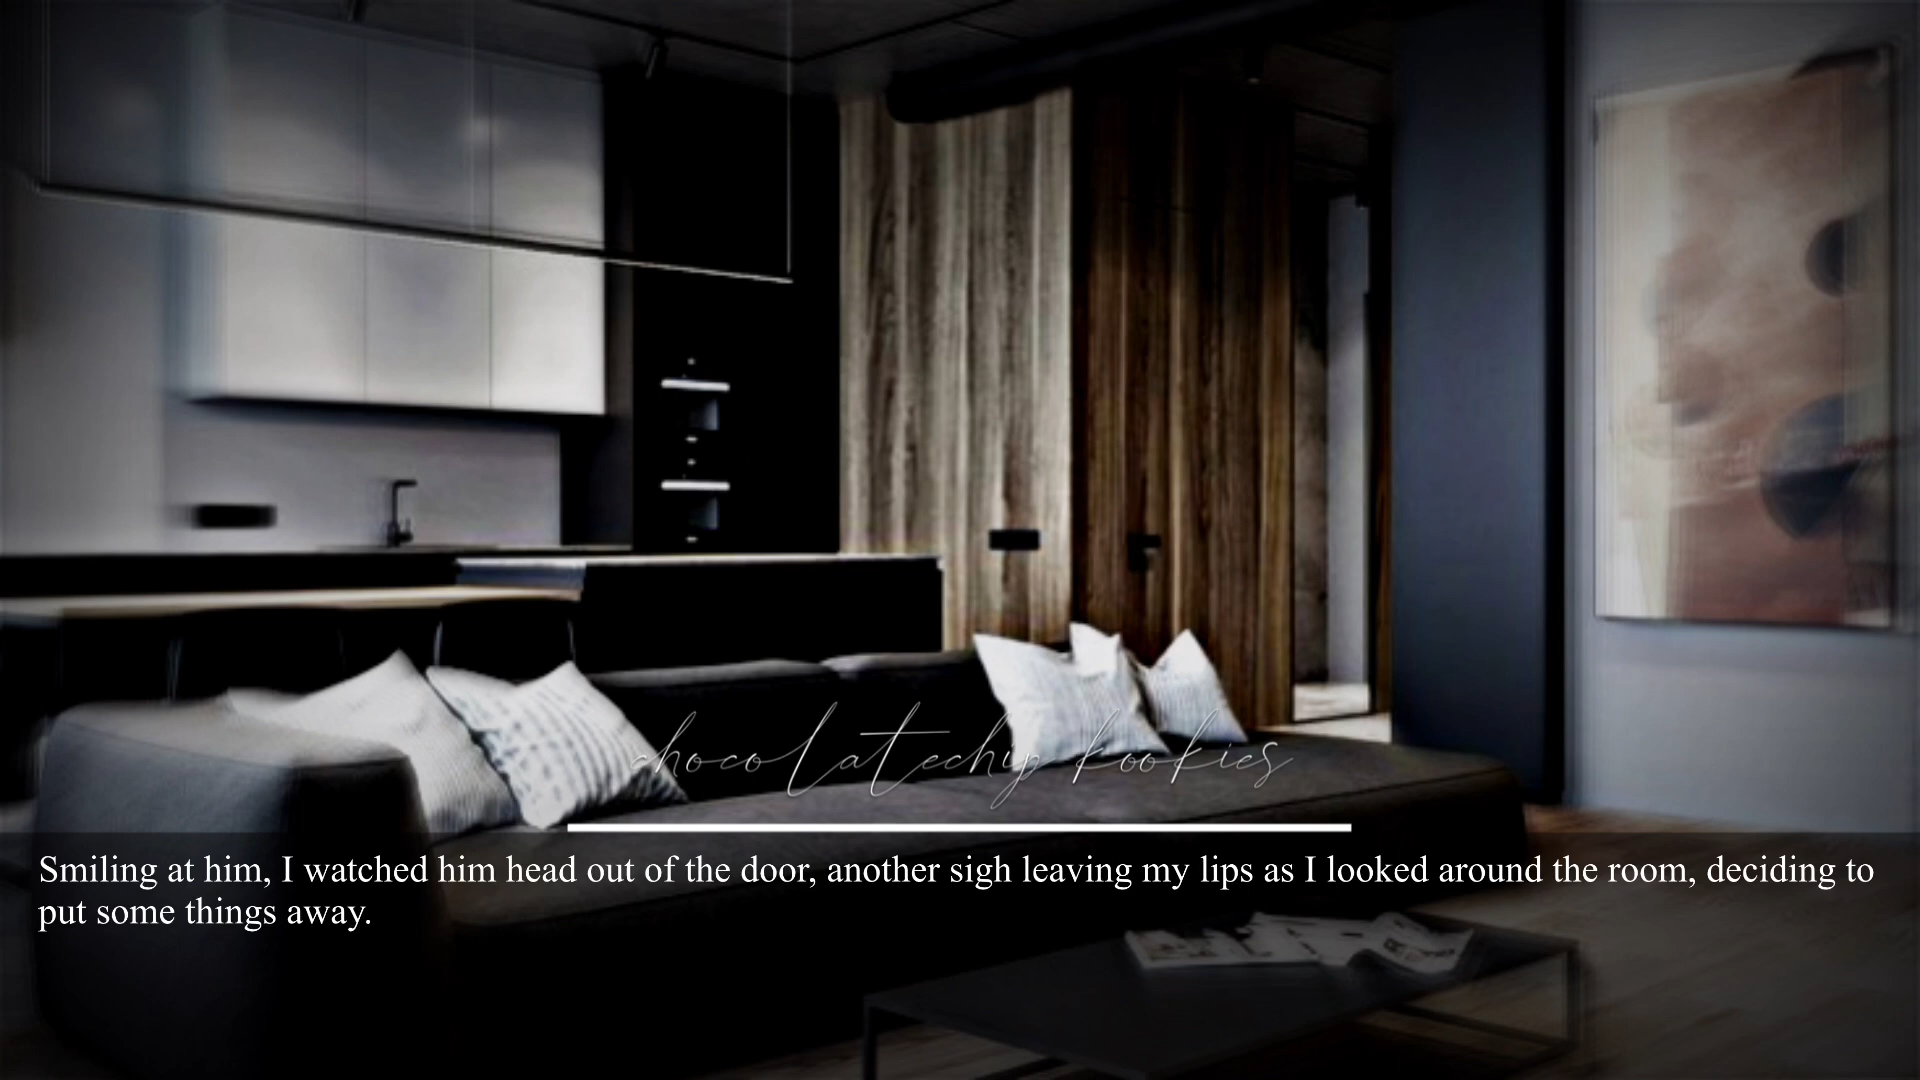 chocolatechip kookies
Smiling at him, I watched him head out of the door, another sigh leaving my lips as I looked around the room, deciding to
put some things away.